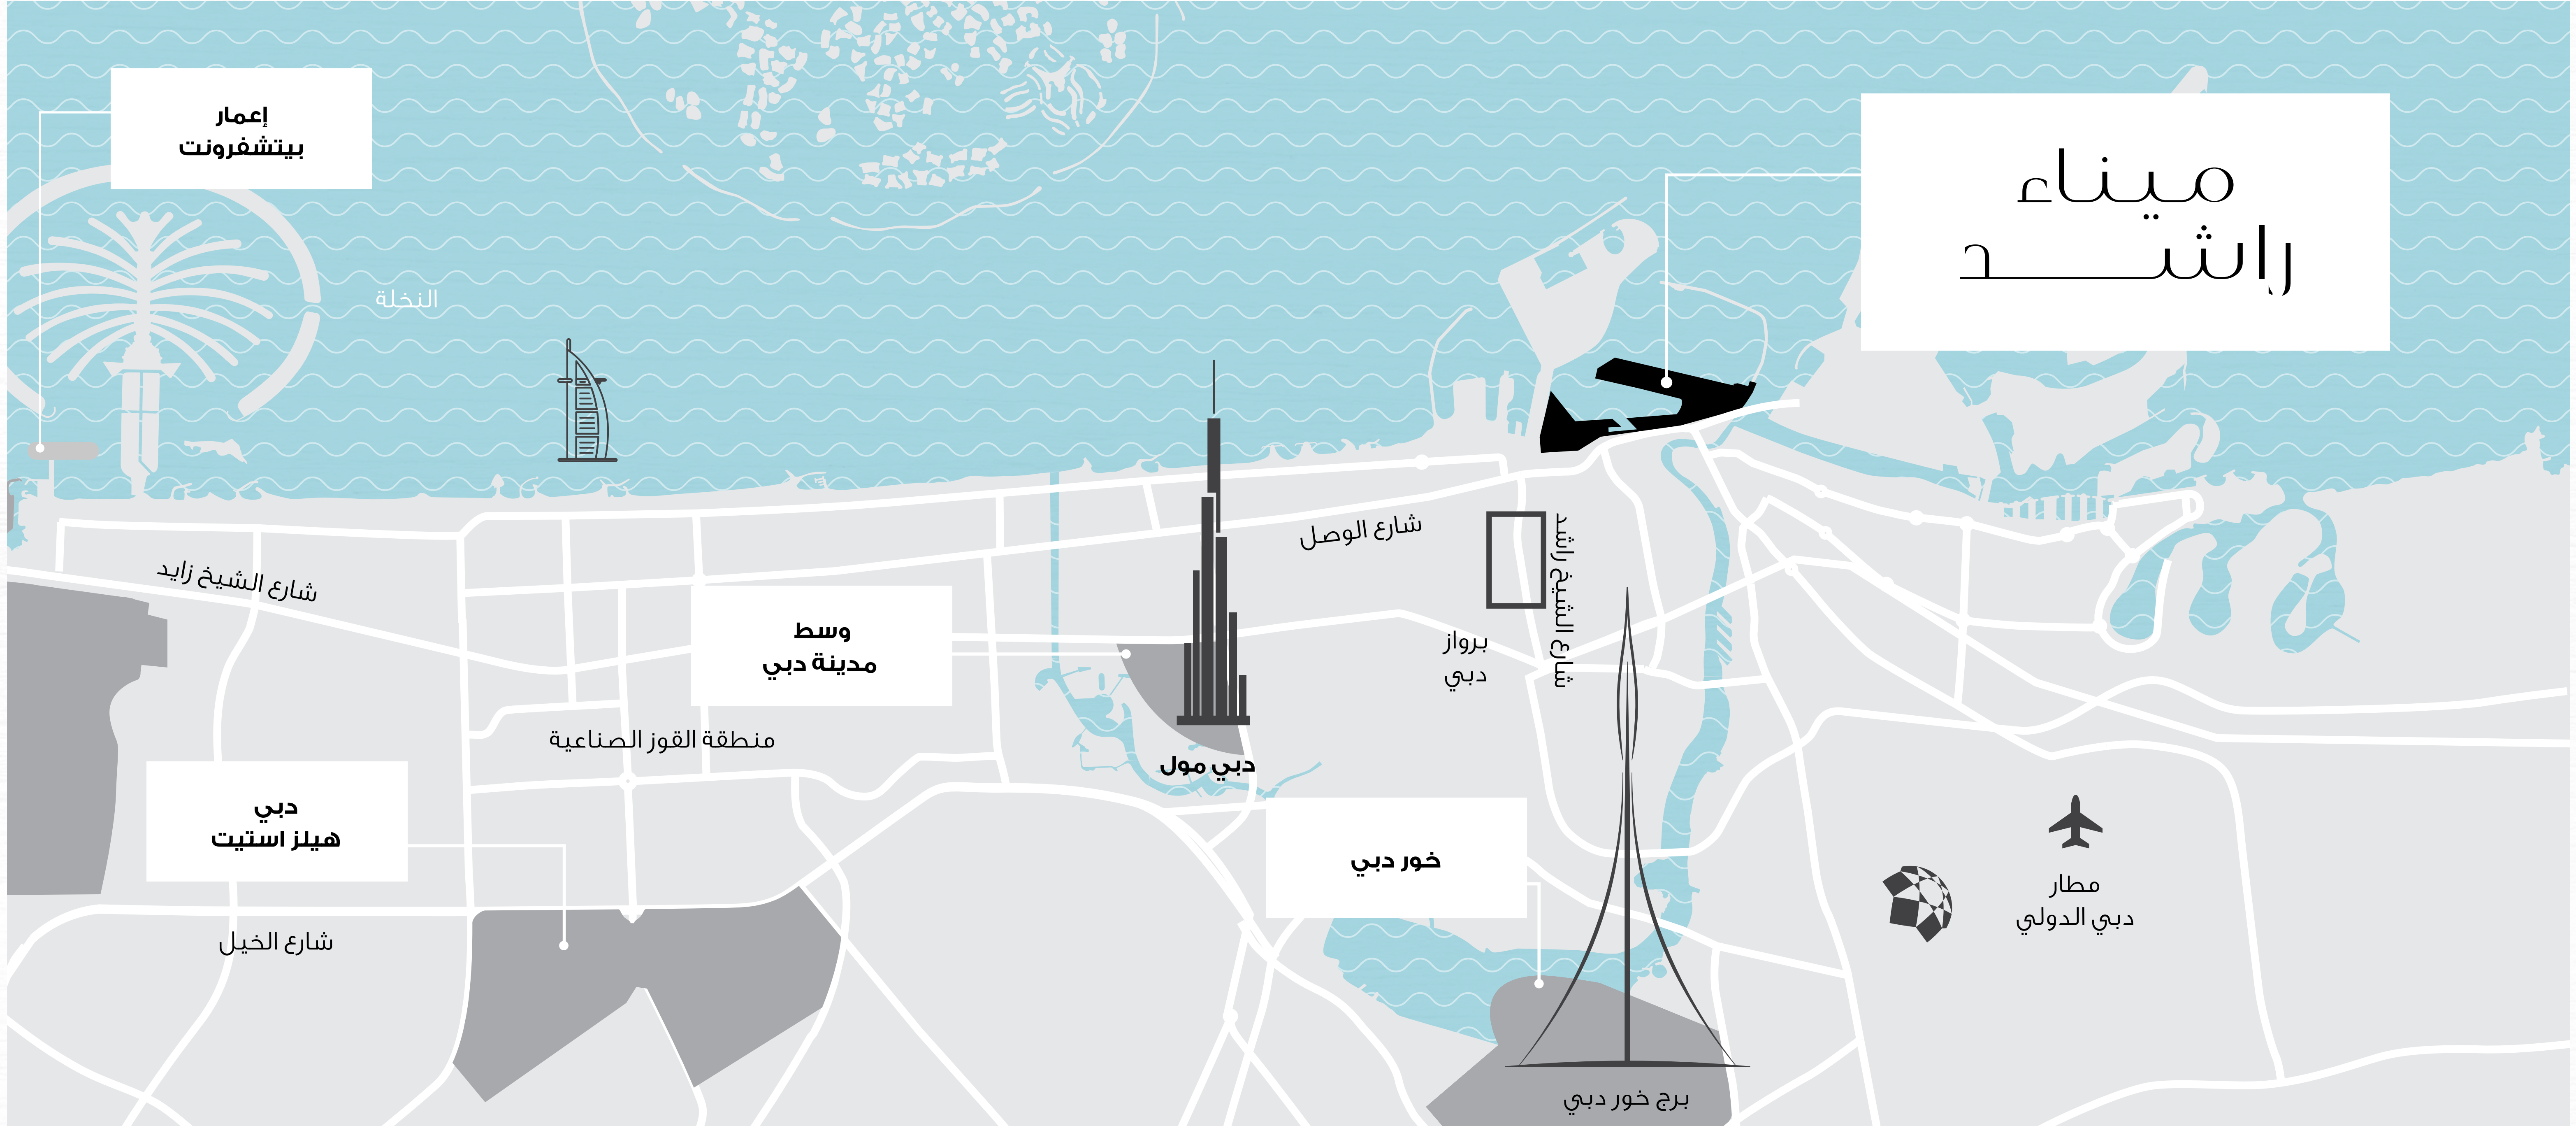 إعمار
بيتشفرونت
ميناء
راشد
النخلة
شارع الوصل
شارع الشيخ راشد
شارع الشيخ زايد
وسط
مدينة دبي
برواز
دبي
منطقة القوز الصناعية
دبي مول
دبي
هيلز استيت
خور دبي
مطار
دبي الدولي
شارع الخيل
برج خور دبي